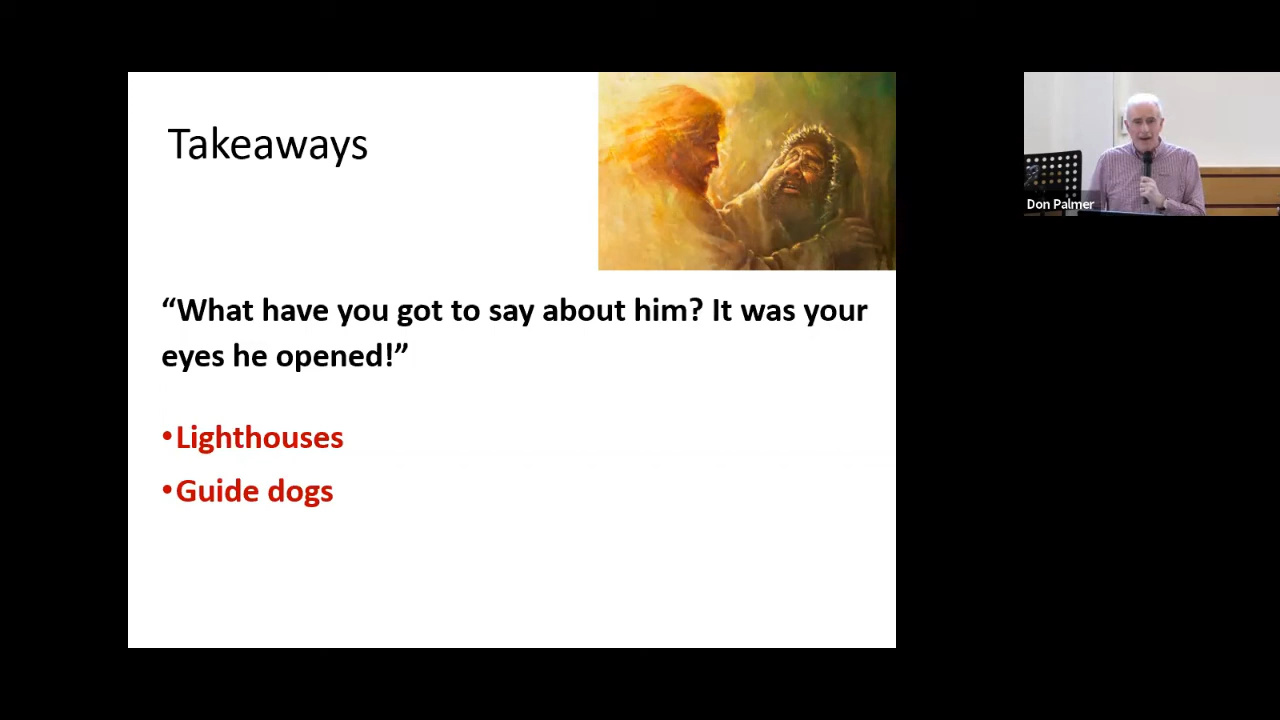 Takeaways
“What have you got to say about him? It was your
eyes he opened!”
•Lighthouses
•Guide dogs
Don Palmer